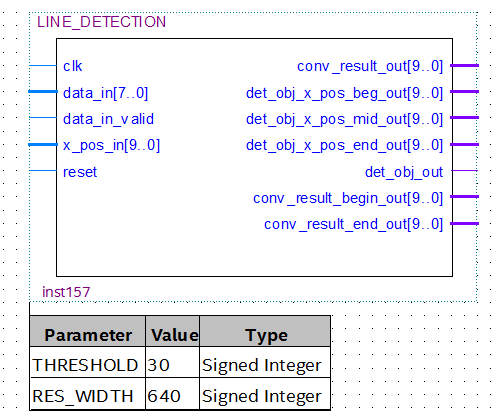 LINE_DETECTION
clk conv_result_out[9..0]
data_in[7..0] det_obj_x_pos_beg_out[9..0]
data_in_valid det_obj_x_pos_mid_out[9..0]
x_pos_in[9..0] det_obj_x_pos_end_out[9..0]
reset det_obj_out
conv_result_begin_out[9..0]
conv_result_end_out[9..0]
inst157
Parameter Value Type
THRESHOLD 30 Signed Integer
RES_WIDTH 640 Signed Integer